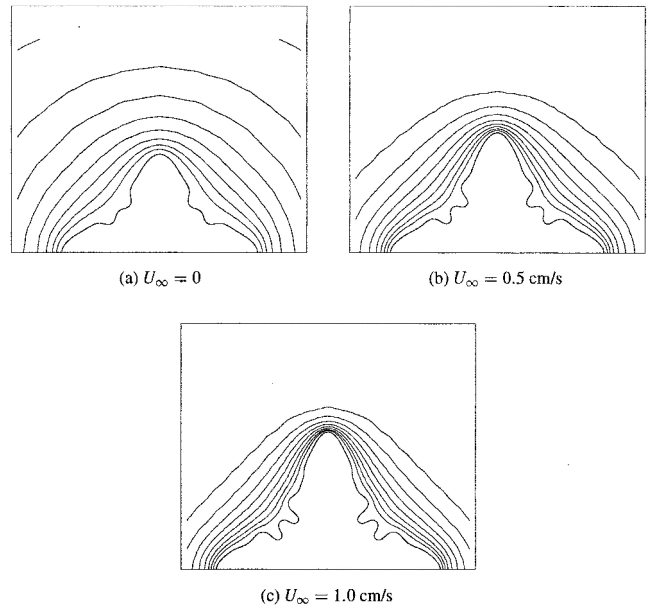 (a) U∞ = 0
(b) U∞ = 0.5 cm/s
(c) U∞ = 1.0 cm/s